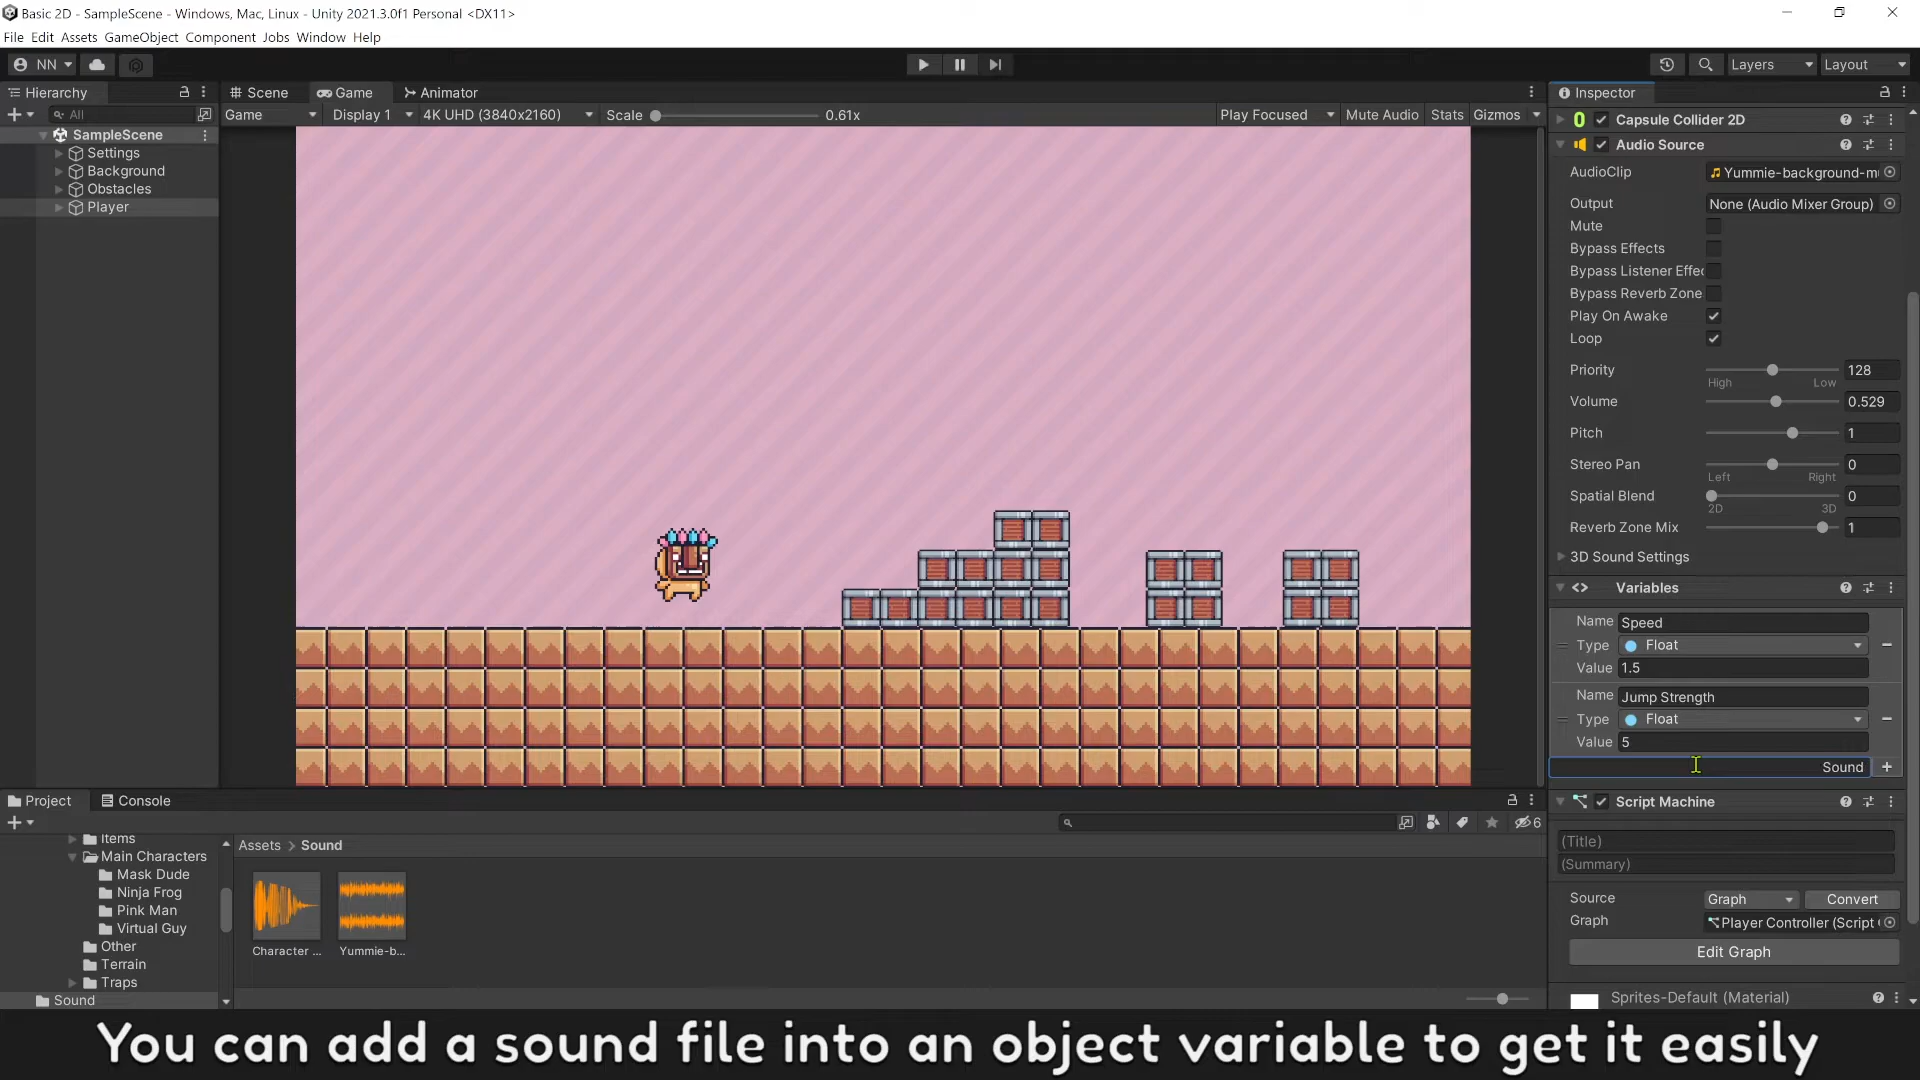 Basic 2D - SampleScene - Windows, Mac, Linux - Unity 2021.3.0f1 Personal <DX11>
File Edit Assets GameObject Component Jobs Window Help
NN
Layers
Layout
Hierarchy
Scene
Game
Animator
Inspector
All
Game
Display 1
4K UHD (3840x2160)
Scale
0.61x
Play Focused
Mute Audio
Stats
Gizmos
SampleScene
Settings
Background
Obstacles
Player
Capsule Collider 2D
Audio Source
AudioClip
Yummie-background-mu
Output
None (Audio Mixer Group)
Mute
Bypass Effects
Bypass Listener Effec
Bypass Reverb Zone
Play On Awake
Loop
Priority
128
High
Low
Volume
0.529
Pitch
1
Stereo Pan
0
Left
Right
Spatial Blend
0
2D
3D
Reverb Zone Mix
1
3D Sound Settings
Variables
Name Speed
Type Float
Value 1.5
Name Jump Strength
Type Float
Value 5
Sound
Script Machine
(Title)
(Summary)
Source
Graph
Convert
Graph
Player Controller (Script
Edit Graph
Sprites-Default (Material)
Project
Console
6
Items
Main Characters
Mask Dude
Ninja Frog
Pink Man
Virtual Guy
Other
Terrain
Traps
Sound
Assets > Sound
Character ...
Yummie-b...
You can add a sound file into an object variable to get it easily